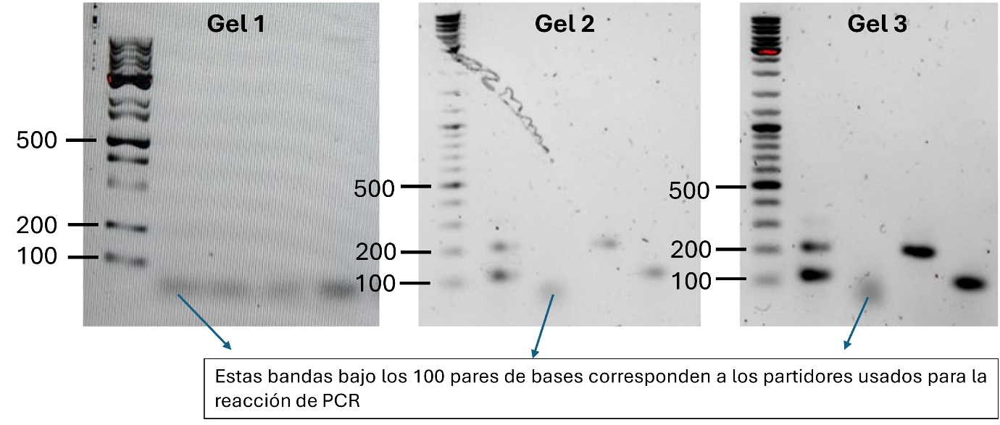 Gel 1
Gel 2
Gel 3
500
200
100
500
200
100
500
200
100
Estas bandas bajo los 100 pares de bases corresponden a los partidores usados para la
reacción de PCR